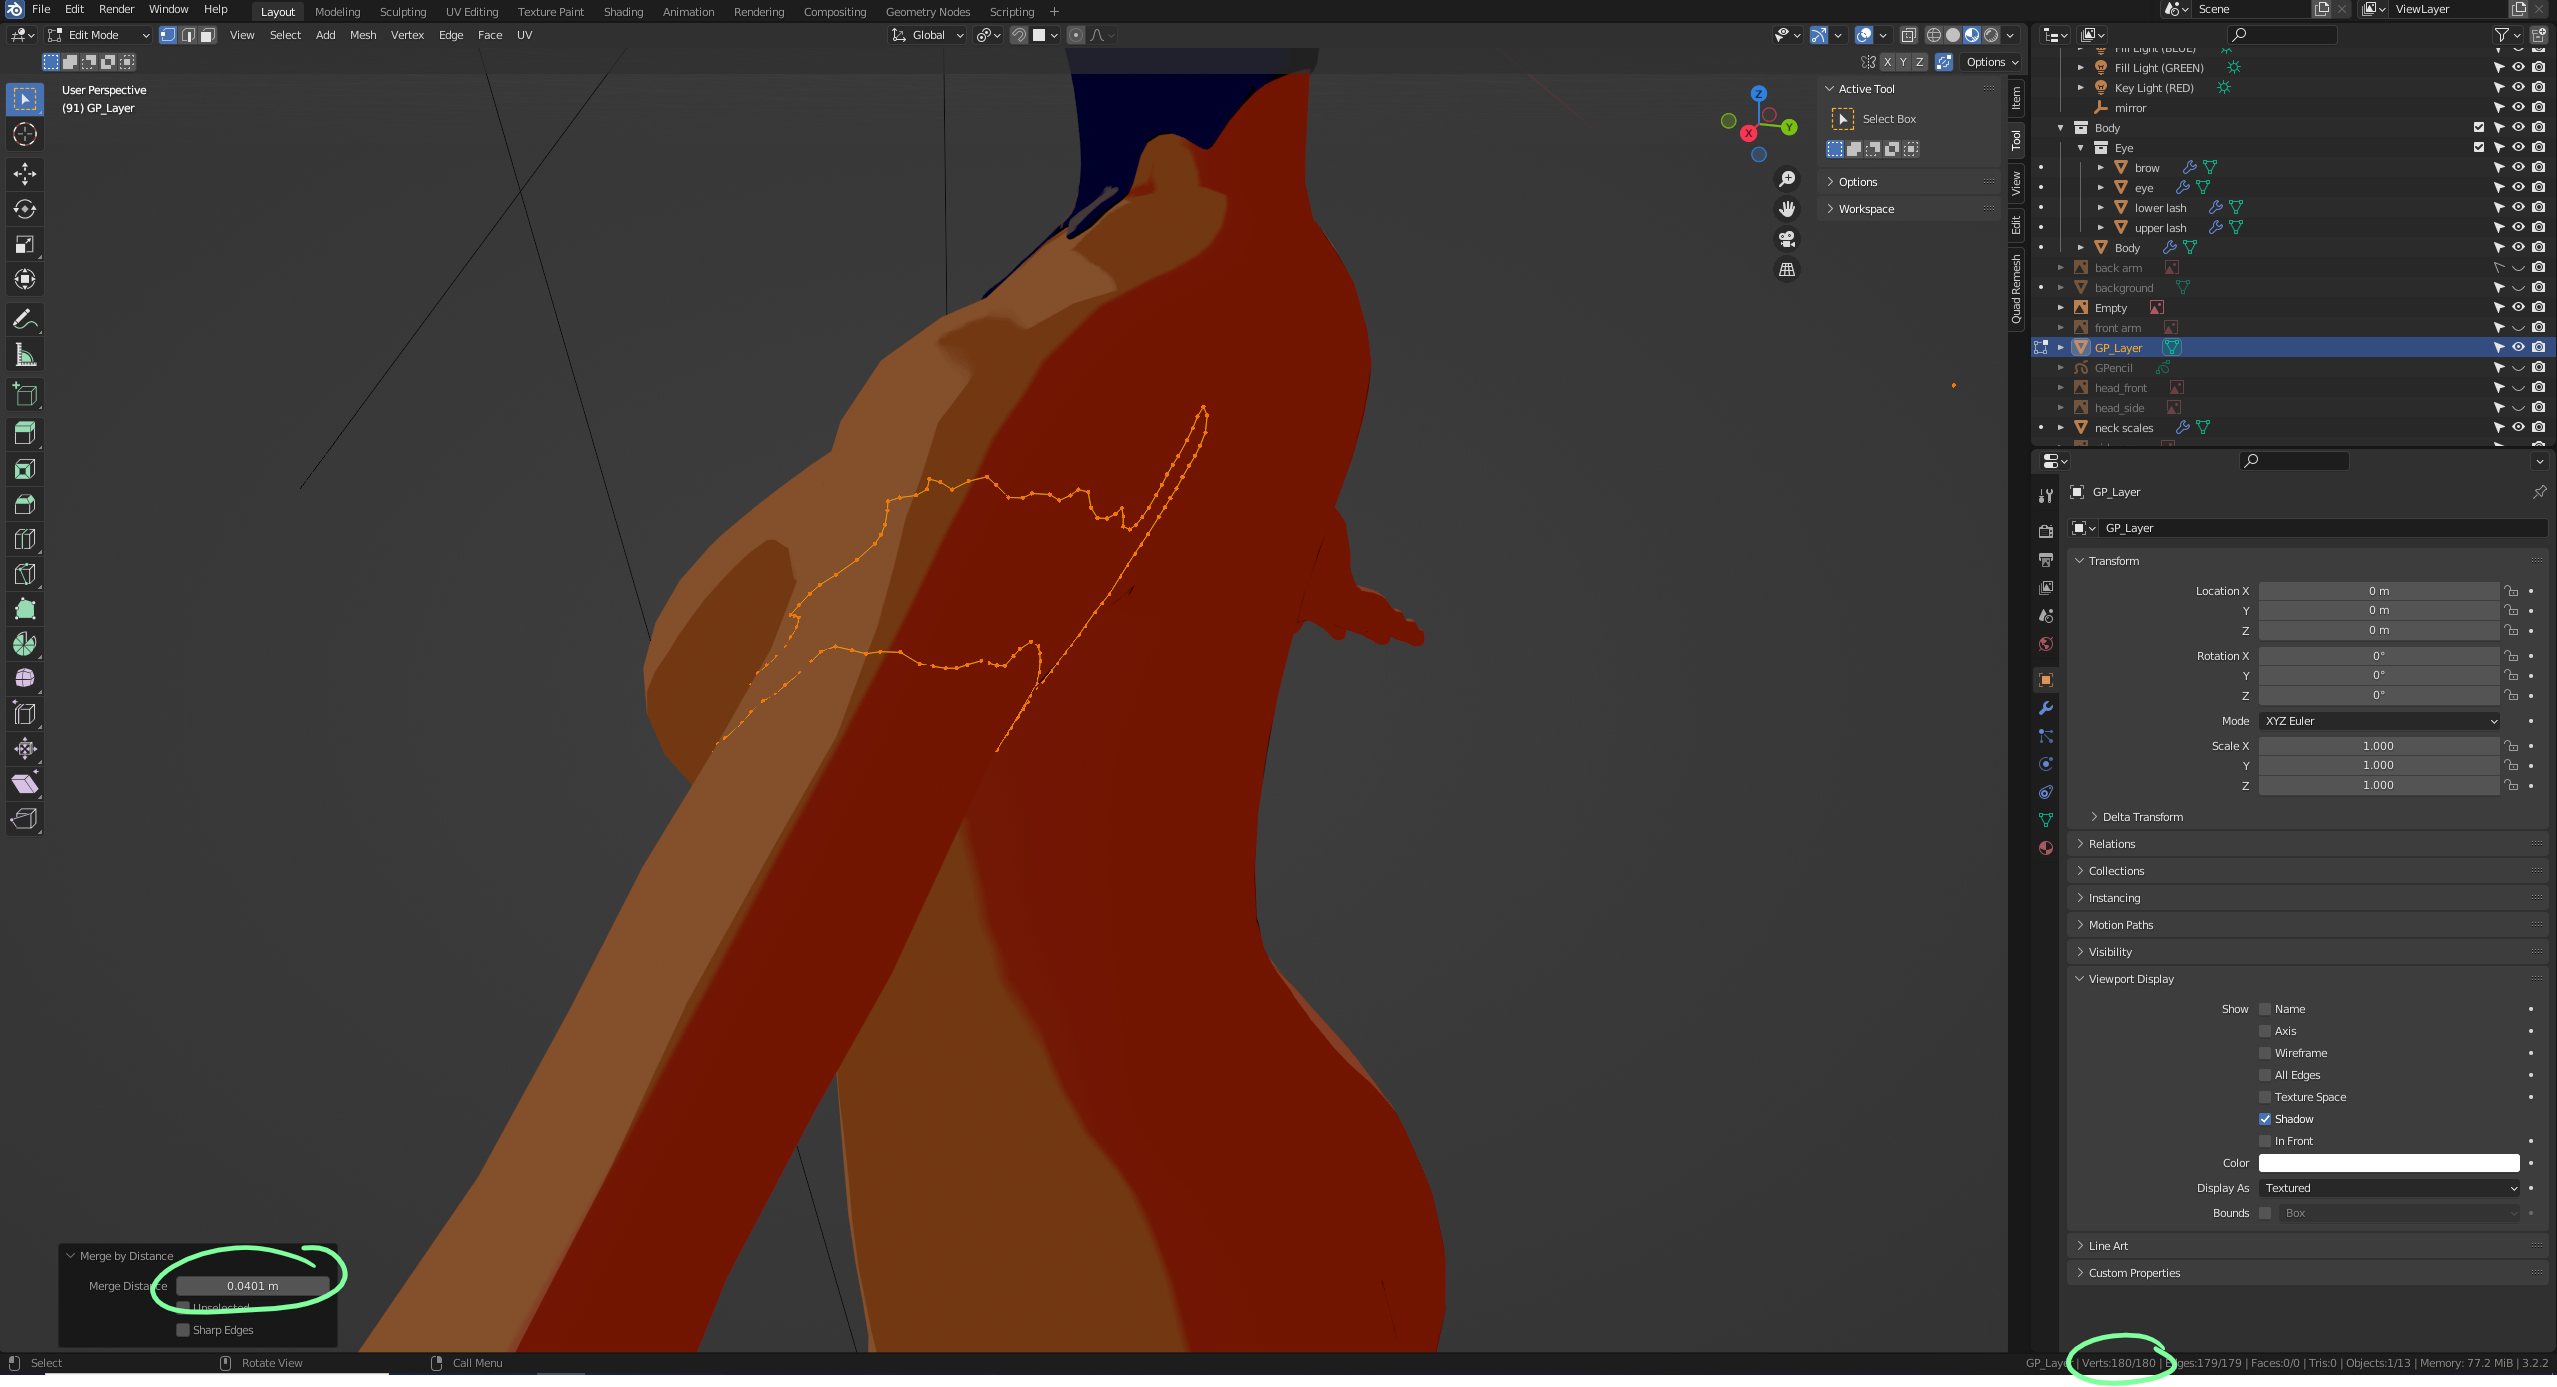 File Edit Render Window Help Layout Modeling Sculpting UV Editing Texture Paint Shading Animation Rendering Compositing Geometry Nodes Scripting + Scene ViewLayer
Edit Mode View Select Add Mesh Vertex Edge Face UV Global
X Y Z Options
User Perspective
(91) GP_Layer
Z
Y
X
Active Tool
Select Box
Options
Workspace
Item
Tool
View
Edit
Quad Remesh
Fill Light (BLUE)
Fill Light (GREEN)
Key Light (RED)
mirror
Body
Eye
brow
eye
lower lash
upper lash
Body
back arm
background
Empty
front arm
GP_Layer
GPencil
head_front
head_side
neck scales
GP_Layer
GP_Layer
Transform
Location X 0 m
Y 0 m
Z 0 m
Rotation X 0°
Y 0°
Z 0°
Mode XYZ Euler
Scale X 1.000
Y 1.000
Z 1.000
Delta Transform
Relations
Collections
Instancing
Motion Paths
Visibility
Viewport Display
Show Name
Axis
Wireframe
All Edges
Texture Space
Shadow
In Front
Color
Display As Textured
Bounds Box
Line Art
Custom Properties
Merge by Distance
Merge Distance 0.0401 m
Unselected
Sharp Edges
Select Rotate View Call Menu
GP_Layer | Verts:180/180 | Edges:179/179 | Faces:0/0 | Tris:0 | Objects:1/13 | Memory: 77.2 MiB | 3.2.2